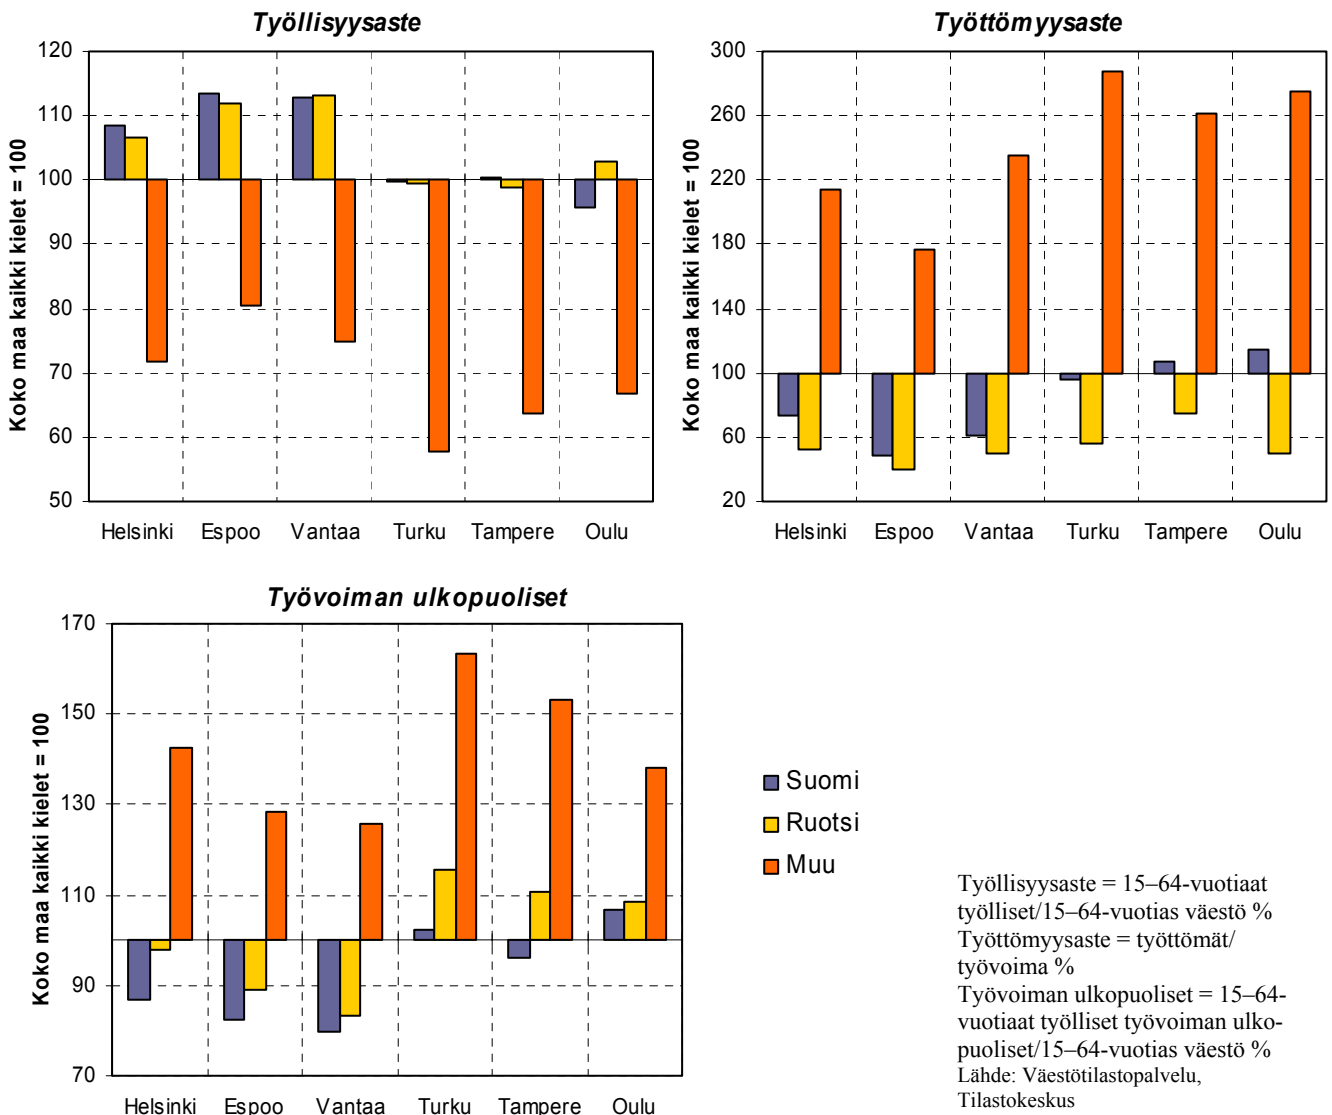 Työllisyysaste
Koko maa kaikki kielet = 100
120
110
100
90
80
70
60
50
Helsinki Espoo Vantaa Turku Tampere Oulu
Työttömyysaste
Koko maa kaikki kielet = 100
300
260
220
180
140
100
60
20
Helsinki Espoo Vantaa Turku Tampere Oulu
Työvoiman ulkopuoliset
Koko maa kaikki kielet = 100
170
150
130
110
90
70
Helsinki Espoo Vantaa Turku Tampere Oulu
Suomi
Ruotsi
Muu
Työllisyysaste = 15–64-vuotiaat
työlliset/15–64-vuotias väestö %
Työttömyysaste = työttömät/
työvoima %
Työvoiman ulkopuoliset = 15–64-
vuotiaat työlliset työvoiman ulko-
puoliset/15–64-vuotias väestö %
Lähde: Väestötilastopalvelu,
Tilastokeskus